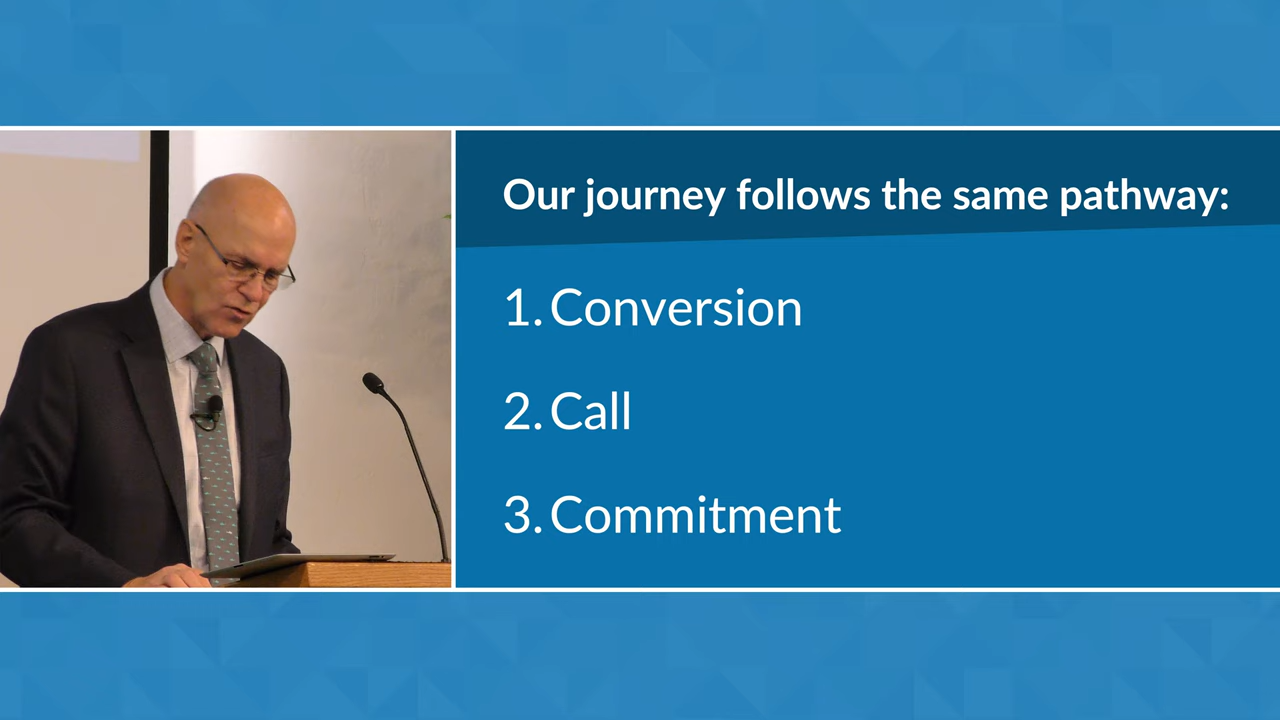 Our journey follows the same pathway:
1. Conversion
2. Call
3. Commitment